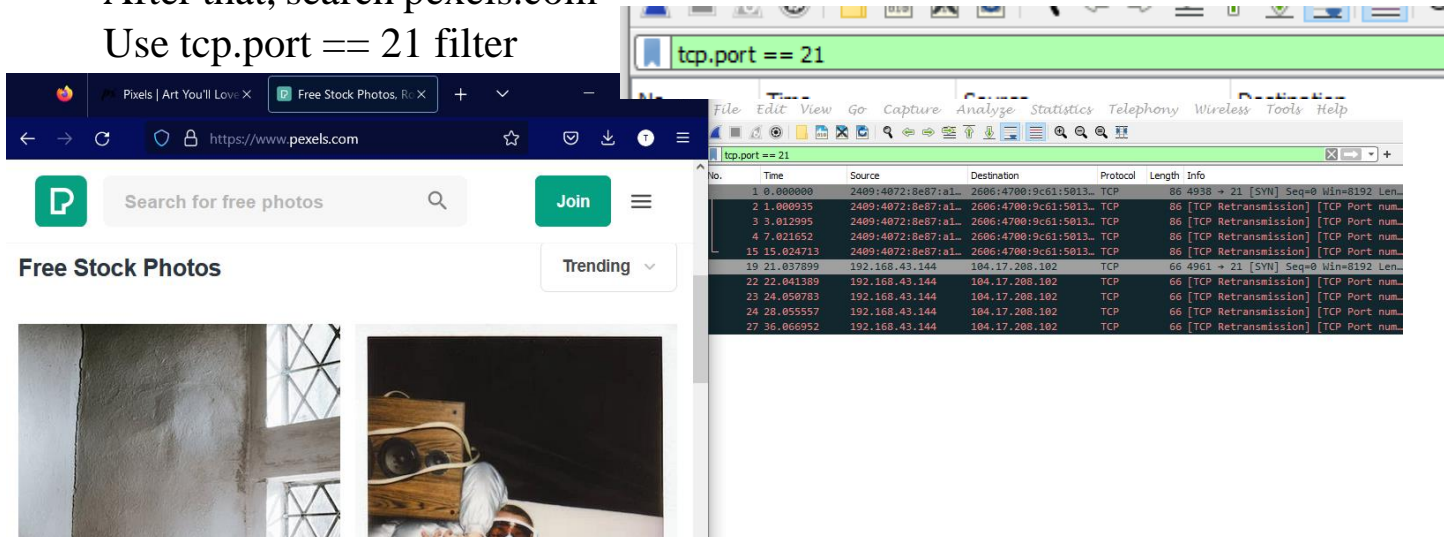 After that, search pexels.com
Use tcp.port == 21 filter
tcp.port == 21
No. Time Source Destination
Pixels | Art You'll Love X
Free Stock Photos, Ro X
https://www.pexels.com
Search for free photos
Join
Free Stock Photos
Trending
File Edit View Go Capture Analyze Statistics Telephony Wireless Tools Help
tcp.port == 21
No. Time Source Destination Protocol Length Info
1 0.000000 2409:4072:8e87:a1… 2606:4700:9c61:5013… TCP 86 4938 → 21 [SYN] Seq=0 Win=8192 Len…
2 1.000935 2409:4072:8e87:a1… 2606:4700:9c61:5013… TCP 86 [TCP Retransmission] [TCP Port num…
3 3.012995 2409:4072:8e87:a1… 2606:4700:9c61:5013… TCP 86 [TCP Retransmission] [TCP Port num…
4 7.021652 2409:4072:8e87:a1… 2606:4700:9c61:5013… TCP 86 [TCP Retransmission] [TCP Port num…
15 15.024713 2409:4072:8e87:a1… 2606:4700:9c61:5013… TCP 86 [TCP Retransmission] [TCP Port num…
19 21.037899 192.168.43.144 104.17.208.102 TCP 66 4961 → 21 [SYN] Seq=0 Win=8192 Len…
22 22.041389 192.168.43.144 104.17.208.102 TCP 66 [TCP Retransmission] [TCP Port num…
23 24.050783 192.168.43.144 104.17.208.102 TCP 66 [TCP Retransmission] [TCP Port num…
24 28.055557 192.168.43.144 104.17.208.102 TCP 66 [TCP Retransmission] [TCP Port num…
27 36.066952 192.168.43.144 104.17.208.102 TCP 66 [TCP Retransmission] [TCP Port num…